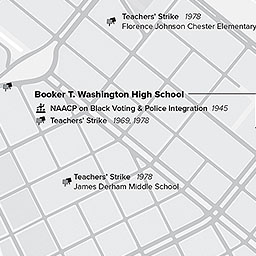 Teachers' Strike 1978
Florence Johnson Chester Elementary
Booker T. Washington High School
NAACP on Black Voting & Police Integration 1945
Teachers' Strike 1969, 1978
Teachers' Strike 1978
James Derham Middle School